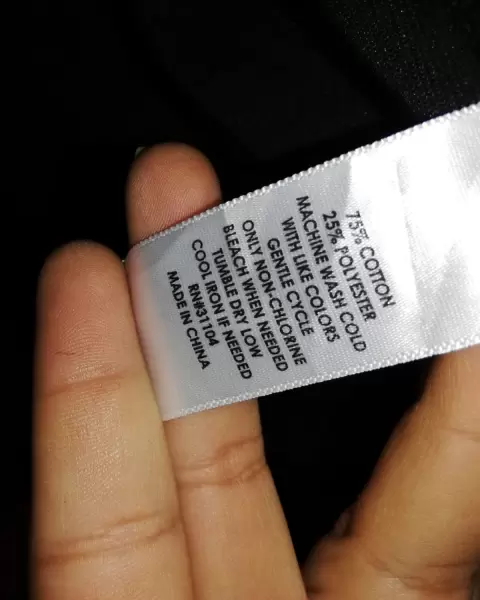 75% COTTON
25% POLYESTER
MACHINE WASH COLD
WITH LIKE COLORS
GENTLE CYCLE
ONLY NON-CHLORINE
BLEACH WHEN NEEDED
TUMBLE DRY LOW
COOL IRON IF NEEDED
RN#31104
MADE IN CHINA